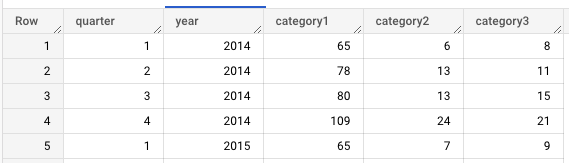 Row quarter year category1 category2 category3
1 1 2014 65 6 8
2 2 2014 78 13 11
3 3 2014 80 13 15
4 4 2014 109 24 21
5 1 2015 65 7 9